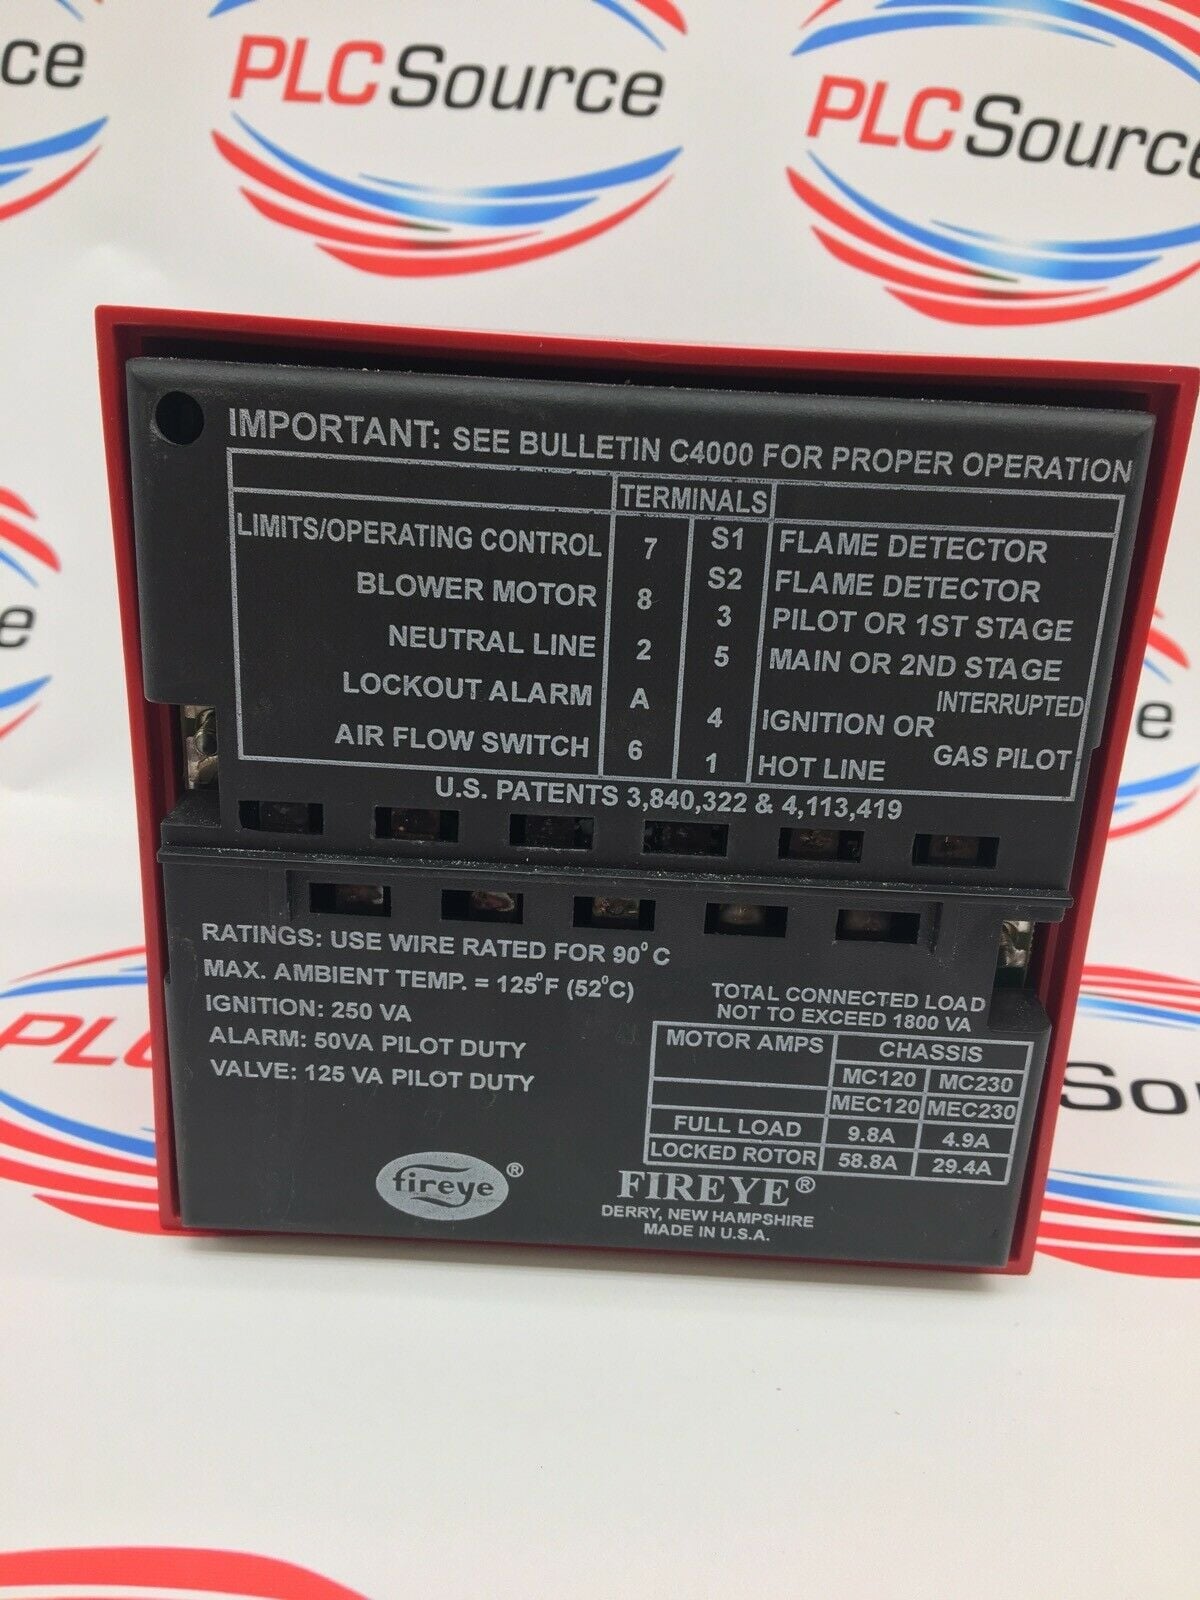 ce
PLC Source
PLC Source
IMPORTANT: SEE BULLETIN C4000 FOR PROPER OPERATION
TERMINALS
LIMITS/OPERATING CONTROL 7 S1 FLAME DETECTOR
BLOWER MOTOR 8 S2 FLAME DETECTOR
NEUTRAL LINE 2 3 PILOT OR 1ST STAGE
LOCKOUT ALARM A 5 MAIN OR 2ND STAGE
AIR FLOW SWITCH 6 4 IGNITION OR INTERRUPTED GAS PILOT
1 HOT LINE
U.S. PATENTS 3,840,322 & 4,113,419
RATINGS: USE WIRE RATED FOR 90°C
MAX. AMBIENT TEMP. = 125°F (52°C)
IGNITION: 250 VA
ALARM: 50VA PILOT DUTY
VALVE: 125 VA PILOT DUTY
TOTAL CONNECTED LOAD
NOT TO EXCEED 1800 VA
MOTOR AMPS CHASSIS
MC120 MC230
MEC120 MEC230
FULL LOAD 9.8A 4.9A
LOCKED ROTOR 58.8A 29.4A
fireye®
FIREYE®
DERRY, NEW HAMPSHIRE
MADE IN U.S.A.
e
ce
PL
Sou